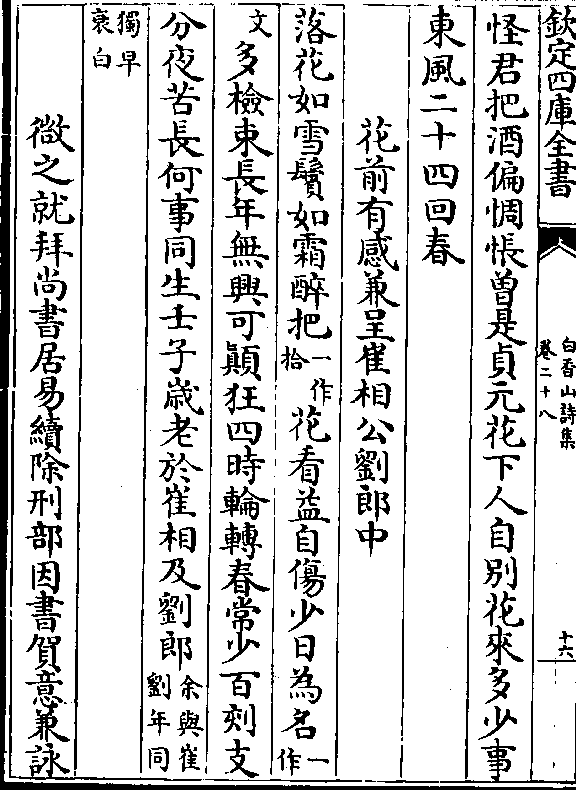 欽定四庫全書
白香山詩集
卷二十八
十六
怪君把酒偏惆悵曾是貞元花下人自別花來多少事
東風二十四回春
花前有感兼呈崔相公劉郎中
落花如雪鬢如霜醉把一作拾花看益自傷少日為名一作
文多檢束長年無興可顛狂四時輪轉春常少百刻支
分夜苦長何事同生壬子歳老於崔相及劉郎余與崔劉年同
獨早衰白
微之就拜尚書居易續除刑部因書賀意兼詠